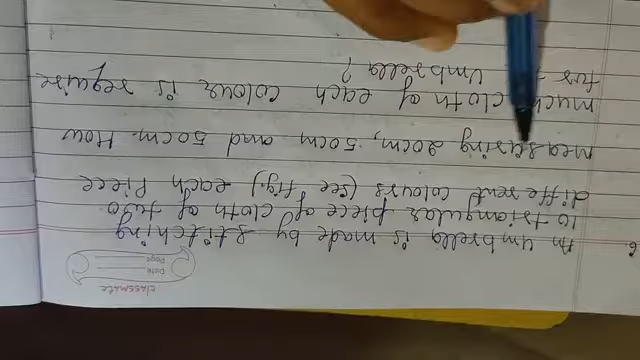 classmate
Date
Page
6
An Umbrella is made by stitching
10 triangular piece of cloth of two
different colours (see fig.) each piece
measuring 20cm, 50cm and 50cm. How
much cloth of each colour is require
for Umbrella?